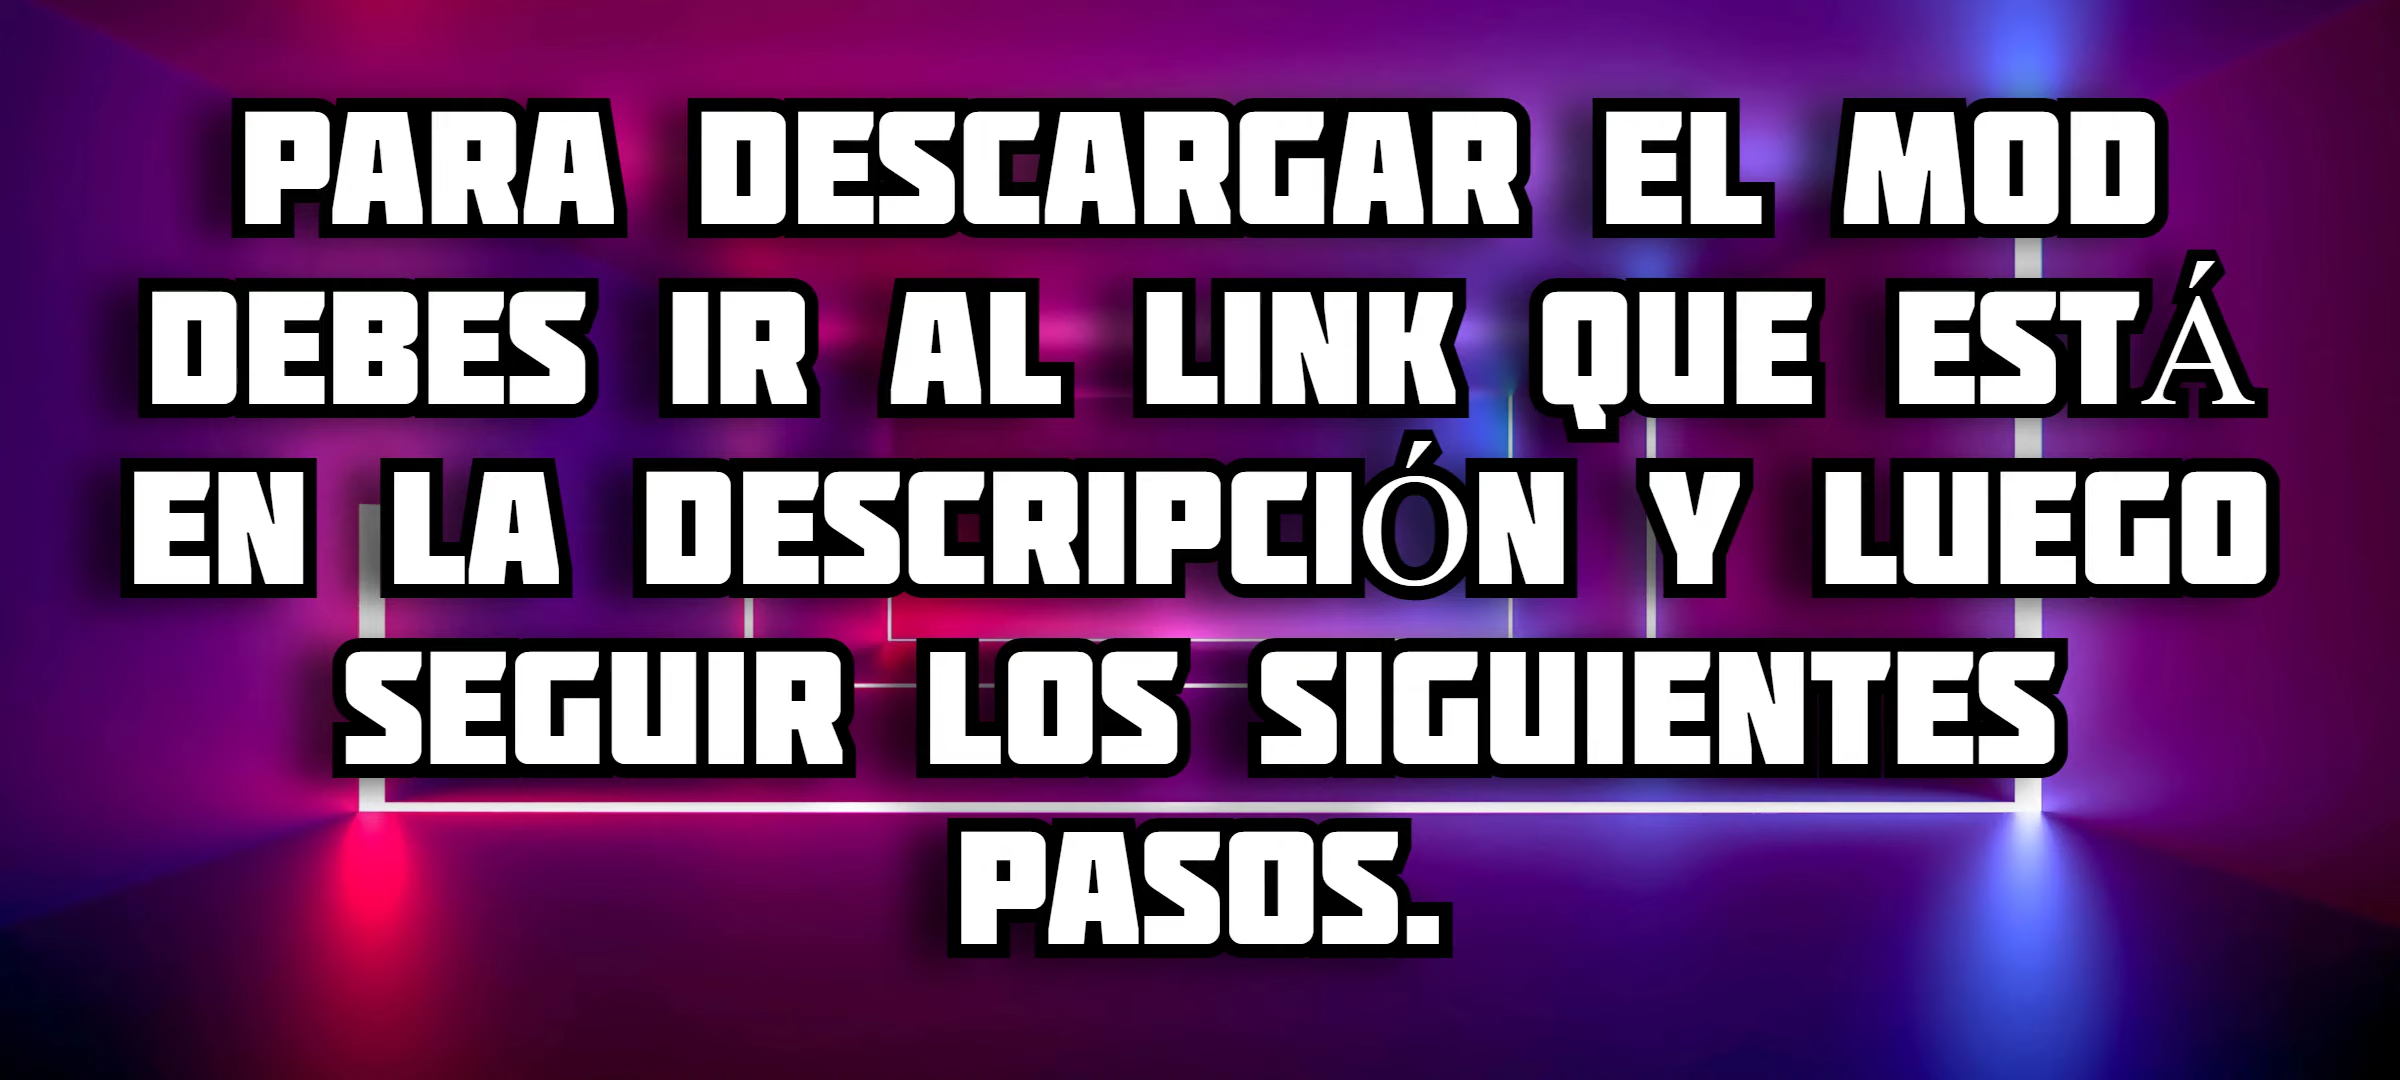 PARA DESCARGAR EL MOD
DEBES IR AL LINK QUE ESTÁ
EN LA DESCRIPCIÓN Y LUEGO
SEGUIR LOS SIGUIENTES
PASOS.